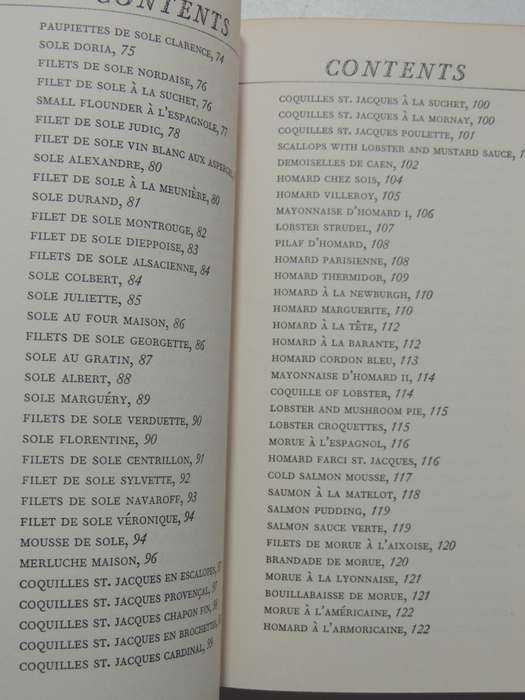 CONTENTS
PAUPIETTES DE SOLE CLARENCE, 74
SOLE DORIA, 75
FILETS DE SOLE NORDAISE, 76
FILET DE SOLE À LA SUCHET, 76
SMALL FLOUNDER À L'ESPAGNOLE, 77
FILET DE SOLE JUDIC, 78
FILET DE SOLE VIN BLANC AUX
SOLE ALEXANDRE, 80
FILET DE SOLE À LA MEUNIÈRE, 80
SOLE DURAND, 81
FILET DE SOLE MONTROUGE, 82
FILET DE SOLE DIEPPOISE, 83
FILETS DE SOLE ALSACIENNE, 84
SOLE COLBERT, 84
SOLE JULIETTE, 85
SOLE AU FOUR MAISON, 86
FILETS DE SOLE GEORGETTE, 86
SOLE AU GRATIN, 87
SOLE ALBERT, 88
SOLE MARGUÉRY, 89
FILETS DE SOLE VERDUETTE, 90
SOLE FLORENTINE, 90
FILETS DE SOLE CENTRILLON, 91
FILET DE SOLE SYLVETTE, 92
FILETS DE SOLE NAVAROFF, 93
FILET DE SOLE VÉRONIQUE, 94
MOUSSE DE SOLE, 94
MERLUCHE MAISON, 96
COQUILLES ST. JACQUES EN ESCALOPES, 97
COQUILLES ST. JACQUES PROVENÇAL, 97
COQUILLES ST. JACQUES CHAPON FIN, 98
COQUILLES ST. JACQUES EN BROCHETTES,
COQUILLES ST. JACQUES CARDINAL, 99
CONTENTS
COQUILLES ST. JACQUES À LA SUCHET, 100
COQUILLES ST. JACQUES À LA MORNAY, 100
COQUILLES ST. JACQUES POULETTE, 101
SCALLOPS WITH LOBSTER AND MUSTARD SAUCE,
DEMOISELLES DE CAEN, 102
HOMARD CHEZ SOIS, 104
HOMARD VILLEROY, 105
MAYONNAISE D'HOMARD I, 106
LOBSTER STRUDEL, 107
PILAF D'HOMARD, 108
HOMARD PARISIENNE, 108
HOMARD THERMIDOR, 109
HOMARD À LA NEWBURGH, 110
HOMARD MARGUERITE, 110
HOMARD À LA TÊTE, 112
HOMARD À LA BARANTE, 112
HOMARD CORDON BLEU, 113
MAYONNAISE D'HOMARD II, 114
COQUILLE OF LOBSTER, 114
LOBSTER AND MUSHROOM PIE, 115
LOBSTER CROQUETTES, 115
MORUE À L'ESPAGNOL, 116
HOMARD FARCI ST. JACQUES, 116
COLD SALMON MOUSSE, 117
SAUMON À LA MATELOT, 118
SALMON PUDDING, 119
SALMON SAUCE VERTE, 119
FILETS DE MORUE À L'AIXOISE, 120
BRANDADE DE MORUE, 120
MORUE À LA LYONNAISE, 121
BOUILLABAISSE DE MORUE, 121
MORUE À L'AMÉRICAINE, 122
HOMARD À L'ARMORICAINE, 122